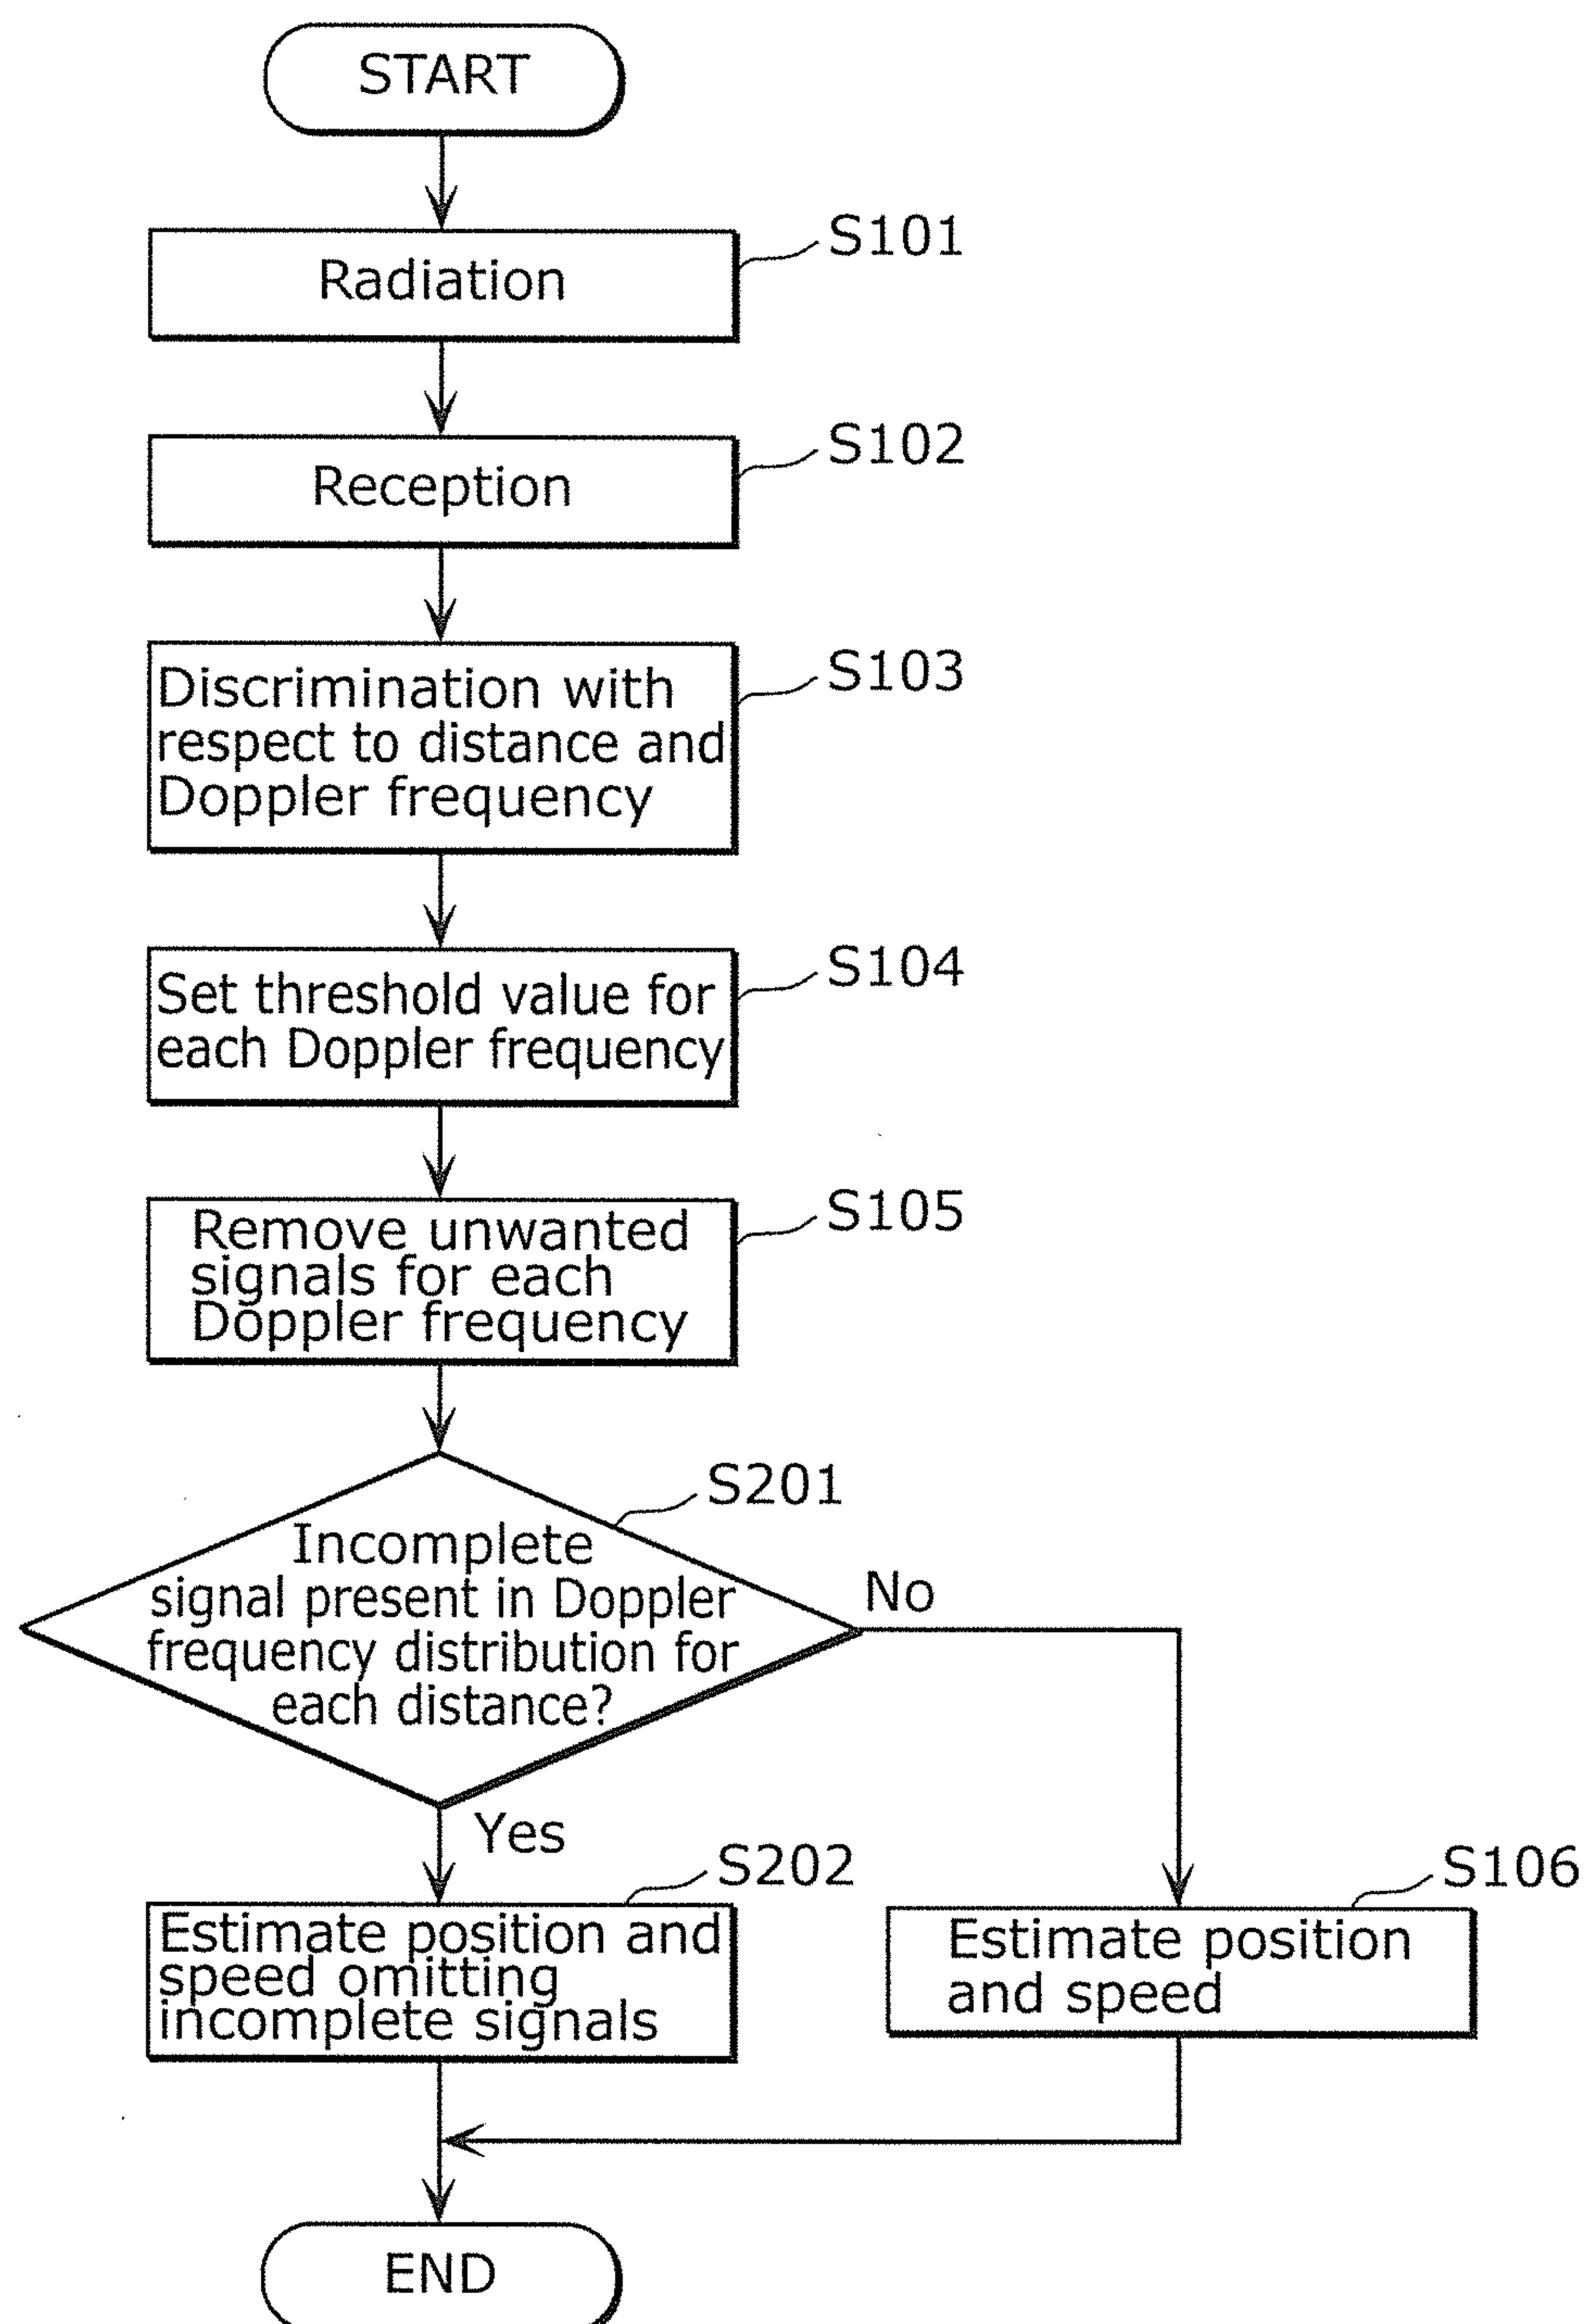 START
Radiation
S101
Reception
S102
Discrimination with
respect to distance and
Doppler frequency
S103
Set threshold value for
each Doppler frequency
S104
Remove unwanted
signals for each
Doppler frequency
S105
Incomplete
signal present in Doppler
frequency distribution for
each distance?
S201
No
Yes
Estimate position and
speed omitting
incomplete signals
S202
Estimate position
and speed
S106
END